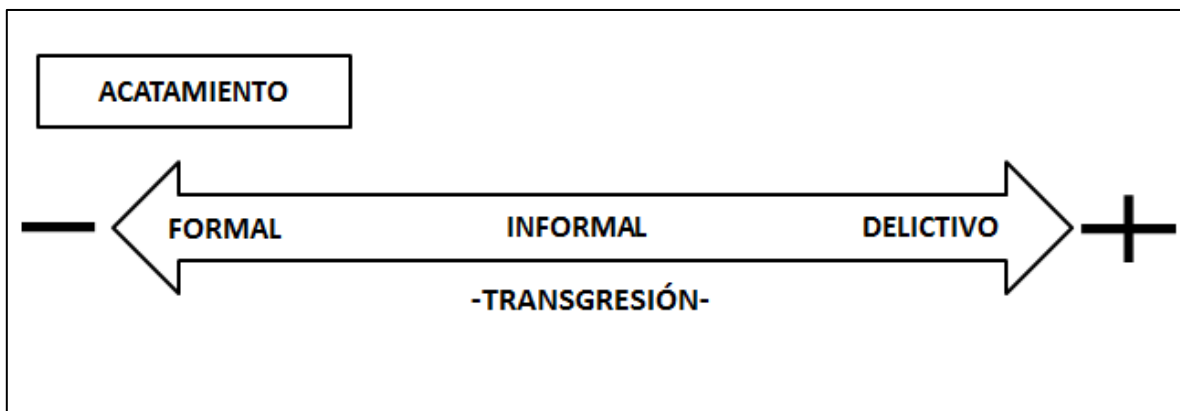 ACATAMIENTO
FORMAL INFORMAL DELICTIVO
-TRANSGRESIÓN-